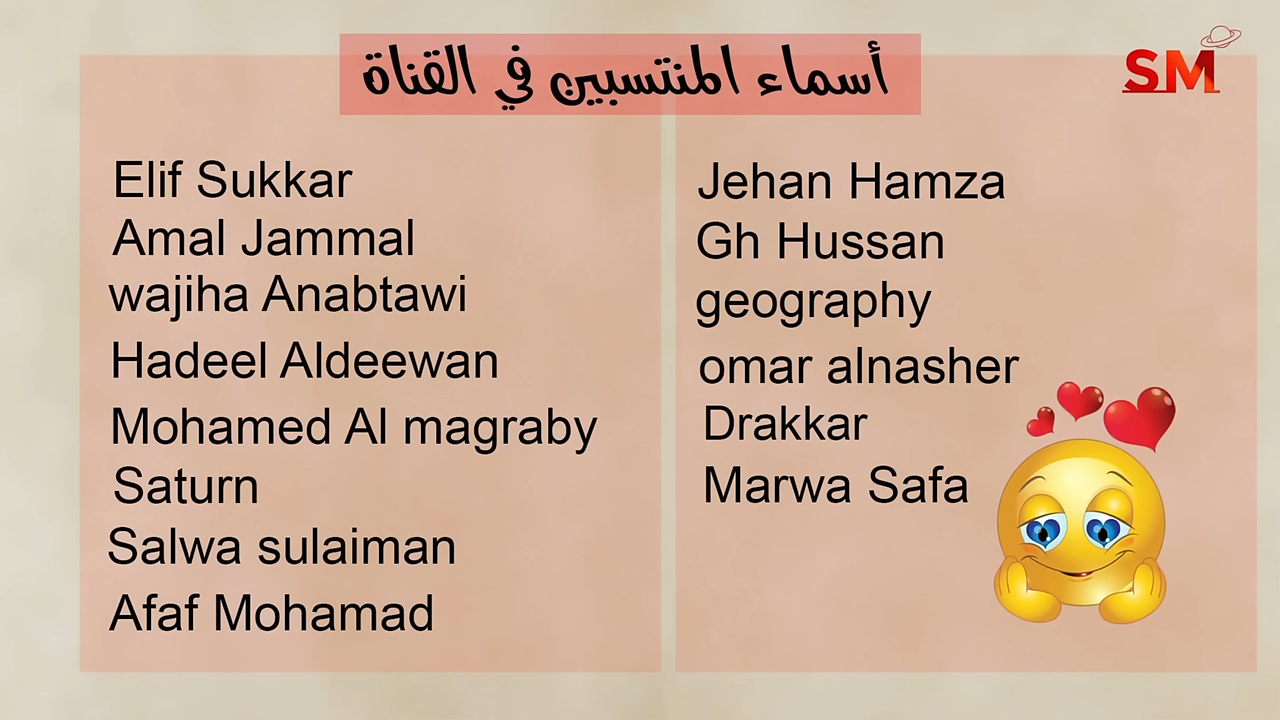 أسماء المنتسبين في القناة
SM
Elif Sukkar
Amal Jammal
wajiha Anabtawi
Hadeel Aldeewan
Mohamed Al magraby
Saturn
Salwa sulaiman
Afaf Mohamad
Jehan Hamza
Gh Hussan
geography
omar alnasher
Drakkar
Marwa Safa